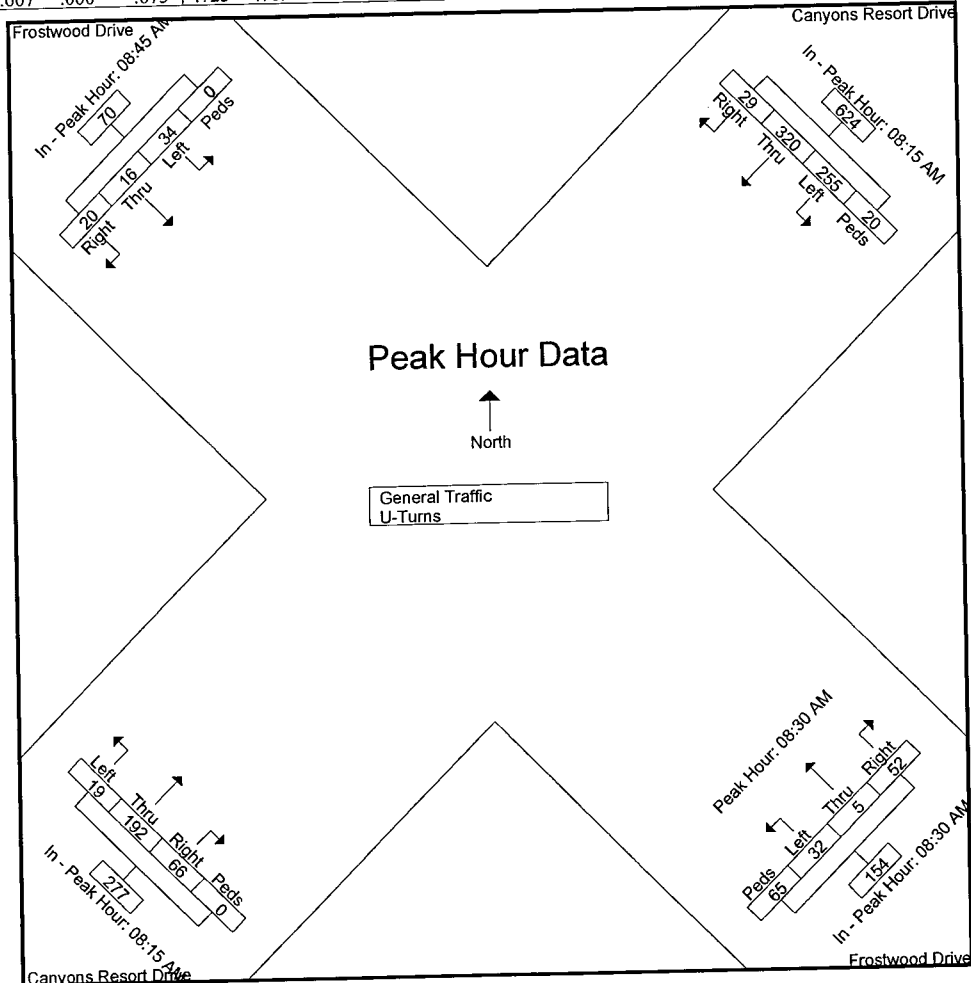 Frostwood Drive
In - Peak Hour: 08:45 AM
70
20 16 34 0
Right Thru Left Peds
Canyons Resort Drive
In - Peak Hour: 08:15 AM
624
29 320 255 20
Right Thru Left Peds
Peak Hour Data
North
General Traffic
U-Turns
Left Thru Right Peds
19 192 66 0
277
In - Peak Hour: 08:15 AM
Canyons Resort Drive
Peak Hour: 08:30 AM
Peds Left Thru Right
65 32 5 52
154
In - Peak Hour: 08:30 AM
Frostwood Drive